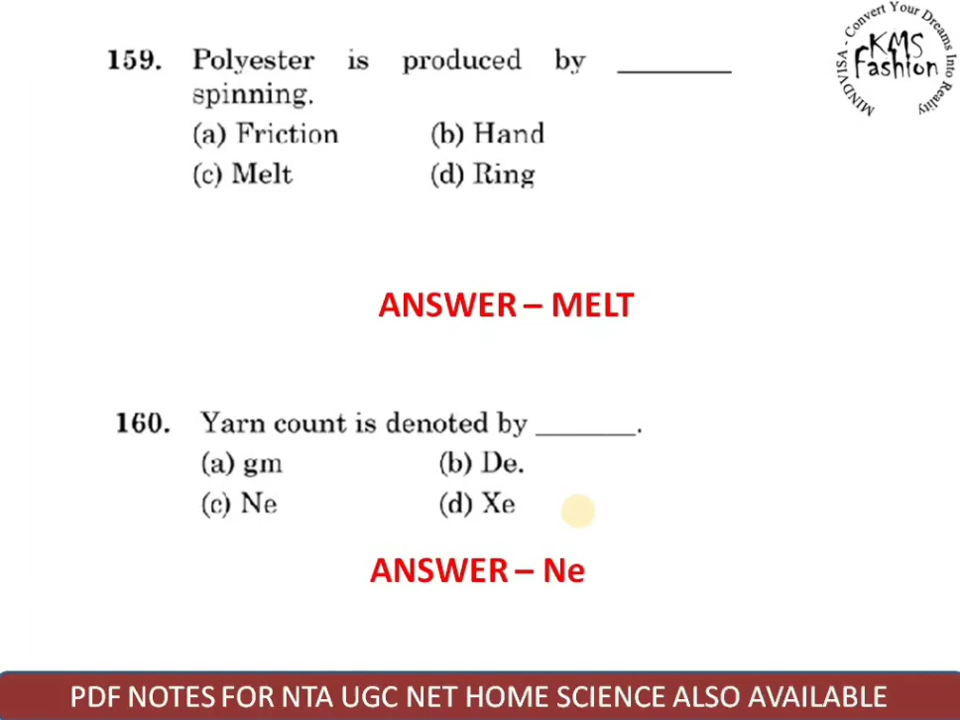 159. Polyester is produced by ________
spinning.
(a) Friction (b) Hand
(c) Melt (d) Ring
ANSWER – MELT
160. Yarn count is denoted by _______.
(a) gm (b) De.
(c) Ne (d) Xe
ANSWER – Ne
PDF NOTES FOR NTA UGC NET HOME SCIENCE ALSO AVAILABLE
MINDVISA - Convert Your Dreams Into Reality
KMS
Fashion